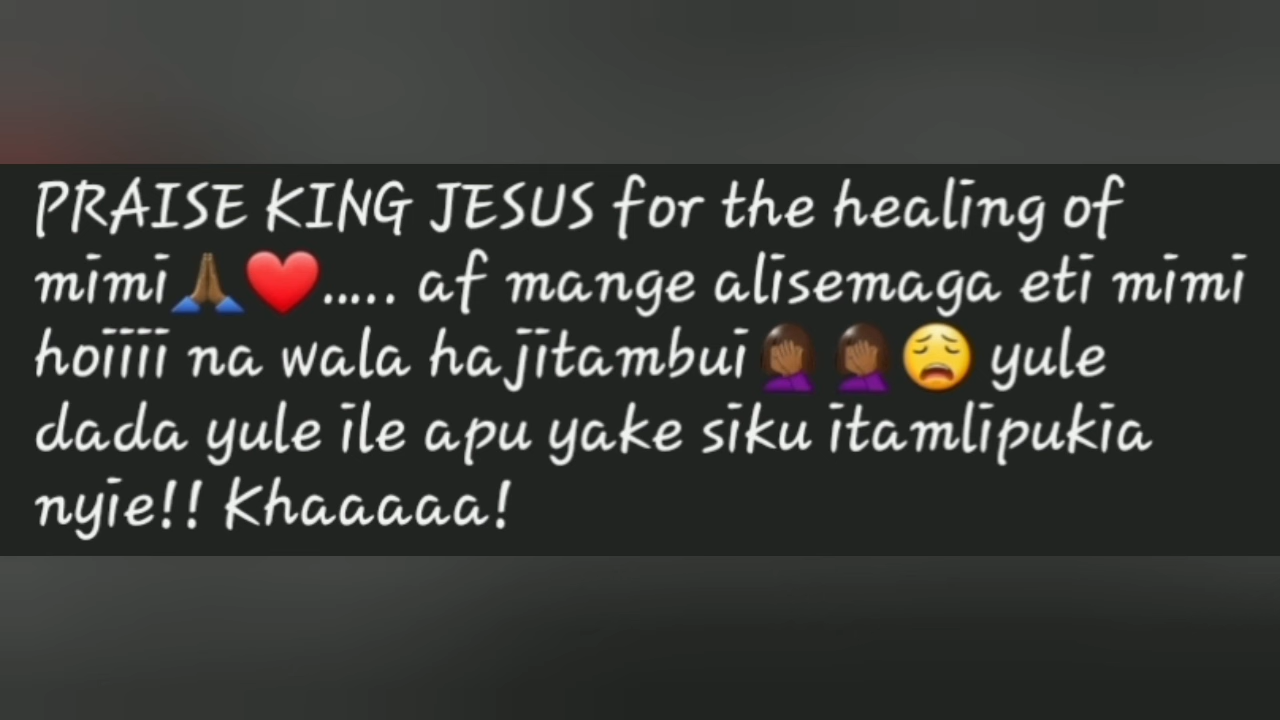 PRAISE KING JESUS for the healing of
mimi🙏🏾❤️..... af mange alisemaga eti mimi
hoiiii na wala hajitambui🤦🏾‍♀️🤦🏾‍♀️😩 yule
dada yule ile apu yake siku itamlipukia
nyie!! Khaaaaa!